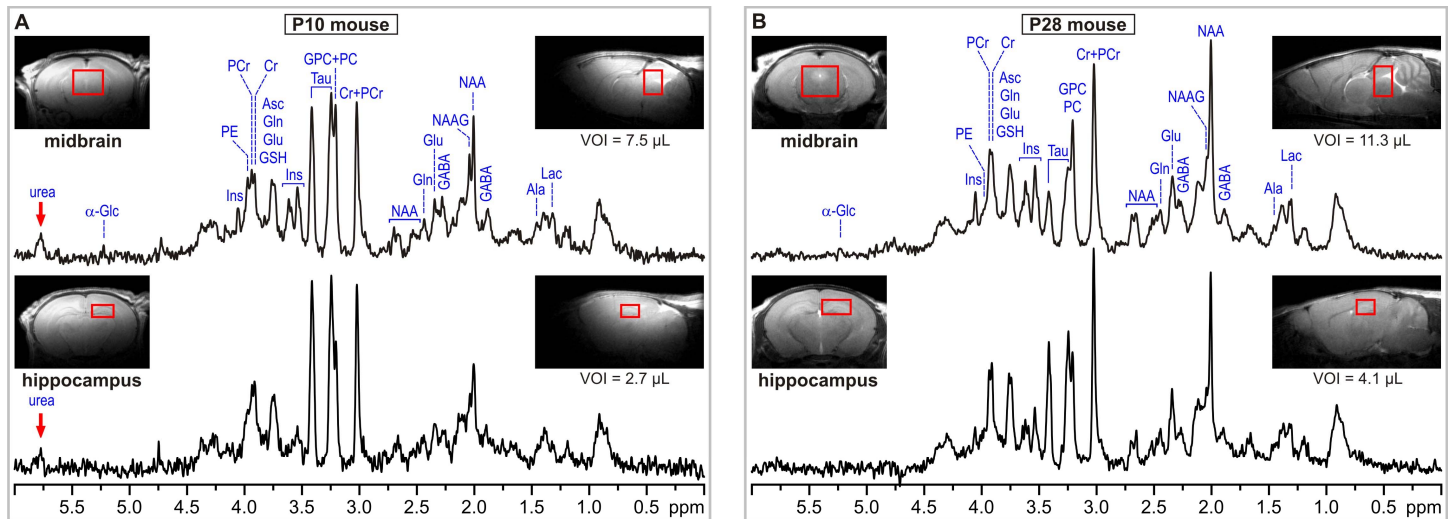 A
P10 mouse
midbrain
VOI = 7.5 µL
urea
α-Glc
Ins
PE
PCr
Cr
Asc
Gln
Glu
GSH
Ins
Tau
GPC+PC
Cr+PCr
NAA
Gln
Glu
GABA
NAAG
NAA
GABA
Ala
Lac
hippocampus
VOI = 2.7 µL
urea
5.5 5.0 4.5 4.0 3.5 3.0 2.5 2.0 1.5 1.0 0.5 ppm
B
P28 mouse
midbrain
VOI = 11.3 µL
α-Glc
Ins
PE
PCr
Cr
Asc
Gln
Glu
GSH
Ins
Tau
GPC
PC
Cr+PCr
NAA
Gln
Glu
GABA
NAAG
NAA
GABA
Ala
Lac
hippocampus
VOI = 4.1 µL
5.5 5.0 4.5 4.0 3.5 3.0 2.5 2.0 1.5 1.0 0.5 ppm